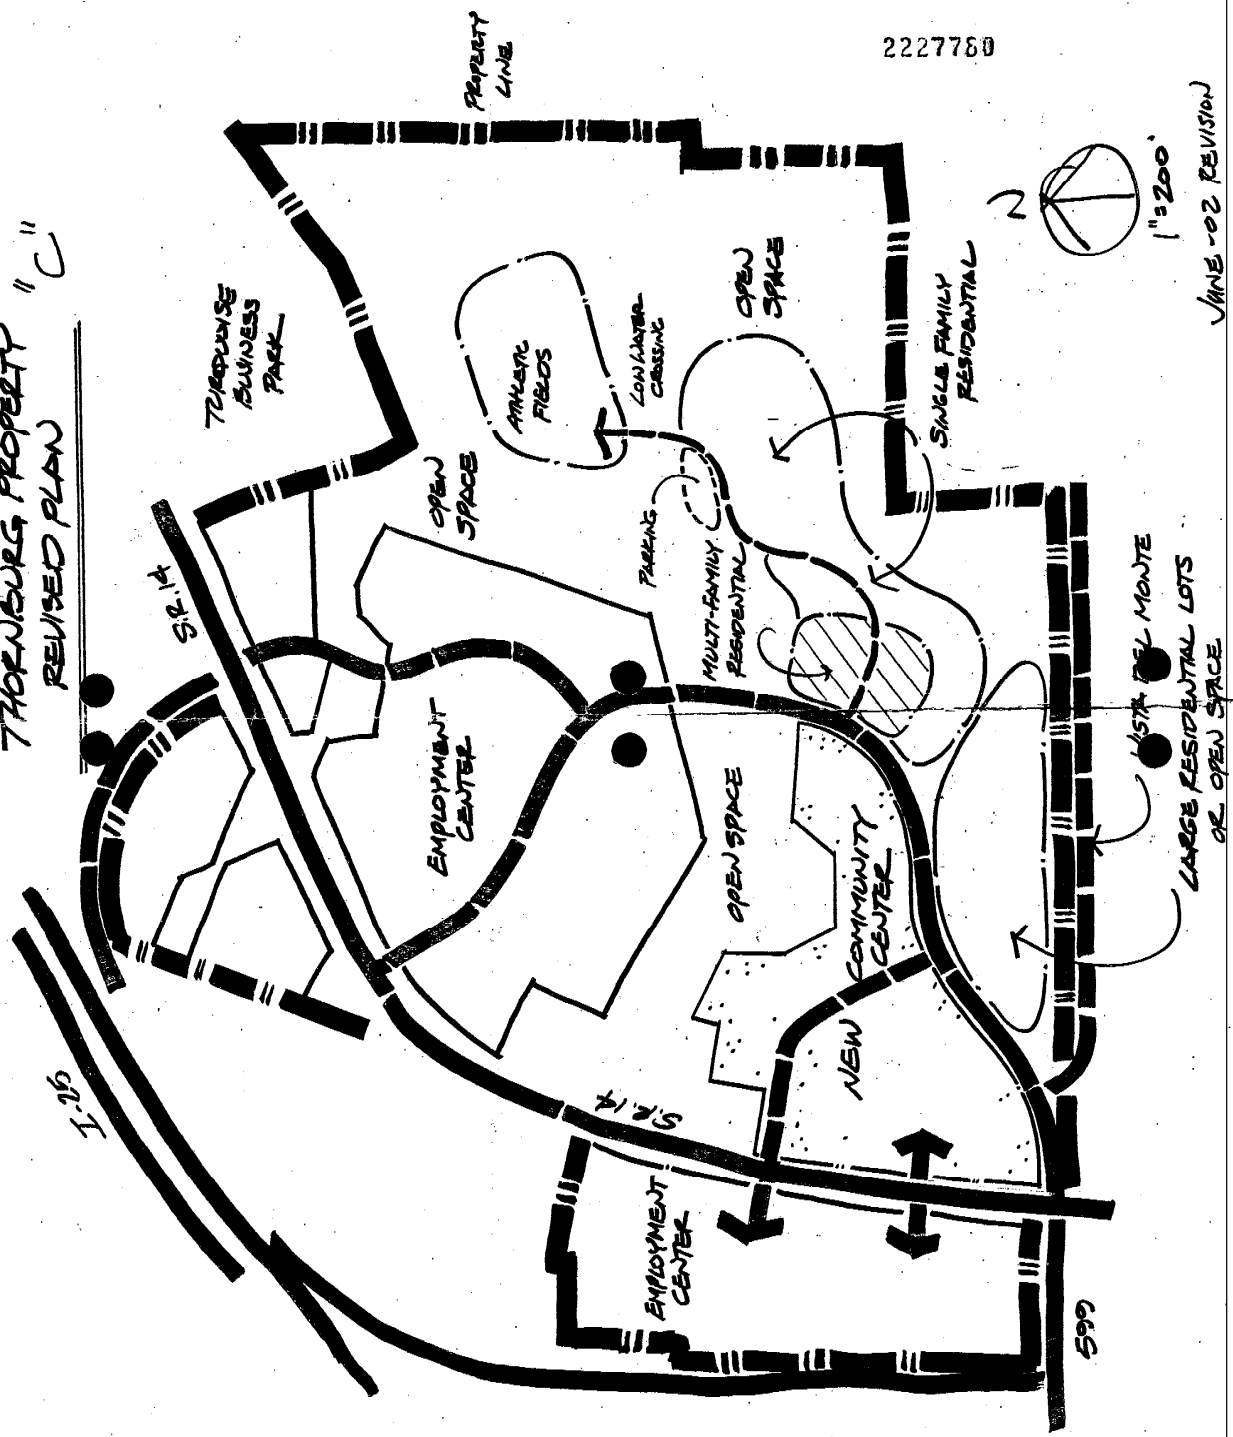 2227780
THORNBURG PROPERTY "C"
REVISED PLAN
PROPERTY
LINE
TURQUOISE
BUSINESS
PARK
S.R. 14
OPEN
SPACE
ATHLETIC
FIELDS
LOW WATER
CROSSING
OPEN
SPACE
SINGLE FAMILY
RESIDENTIAL
N
1"=200'
JUNE-02 REVISION
PARKING
MULTI-FAMILY
RESIDENTIAL
EMPLOYMENT
CENTER
OPEN SPACE
NEW COMMUNITY
CENTER
VISTA DEL MONTE
LARGE RESIDENTIAL LOTS
OR OPEN SPACE
I-25
S.R. 14
EMPLOYMENT
CENTER
599